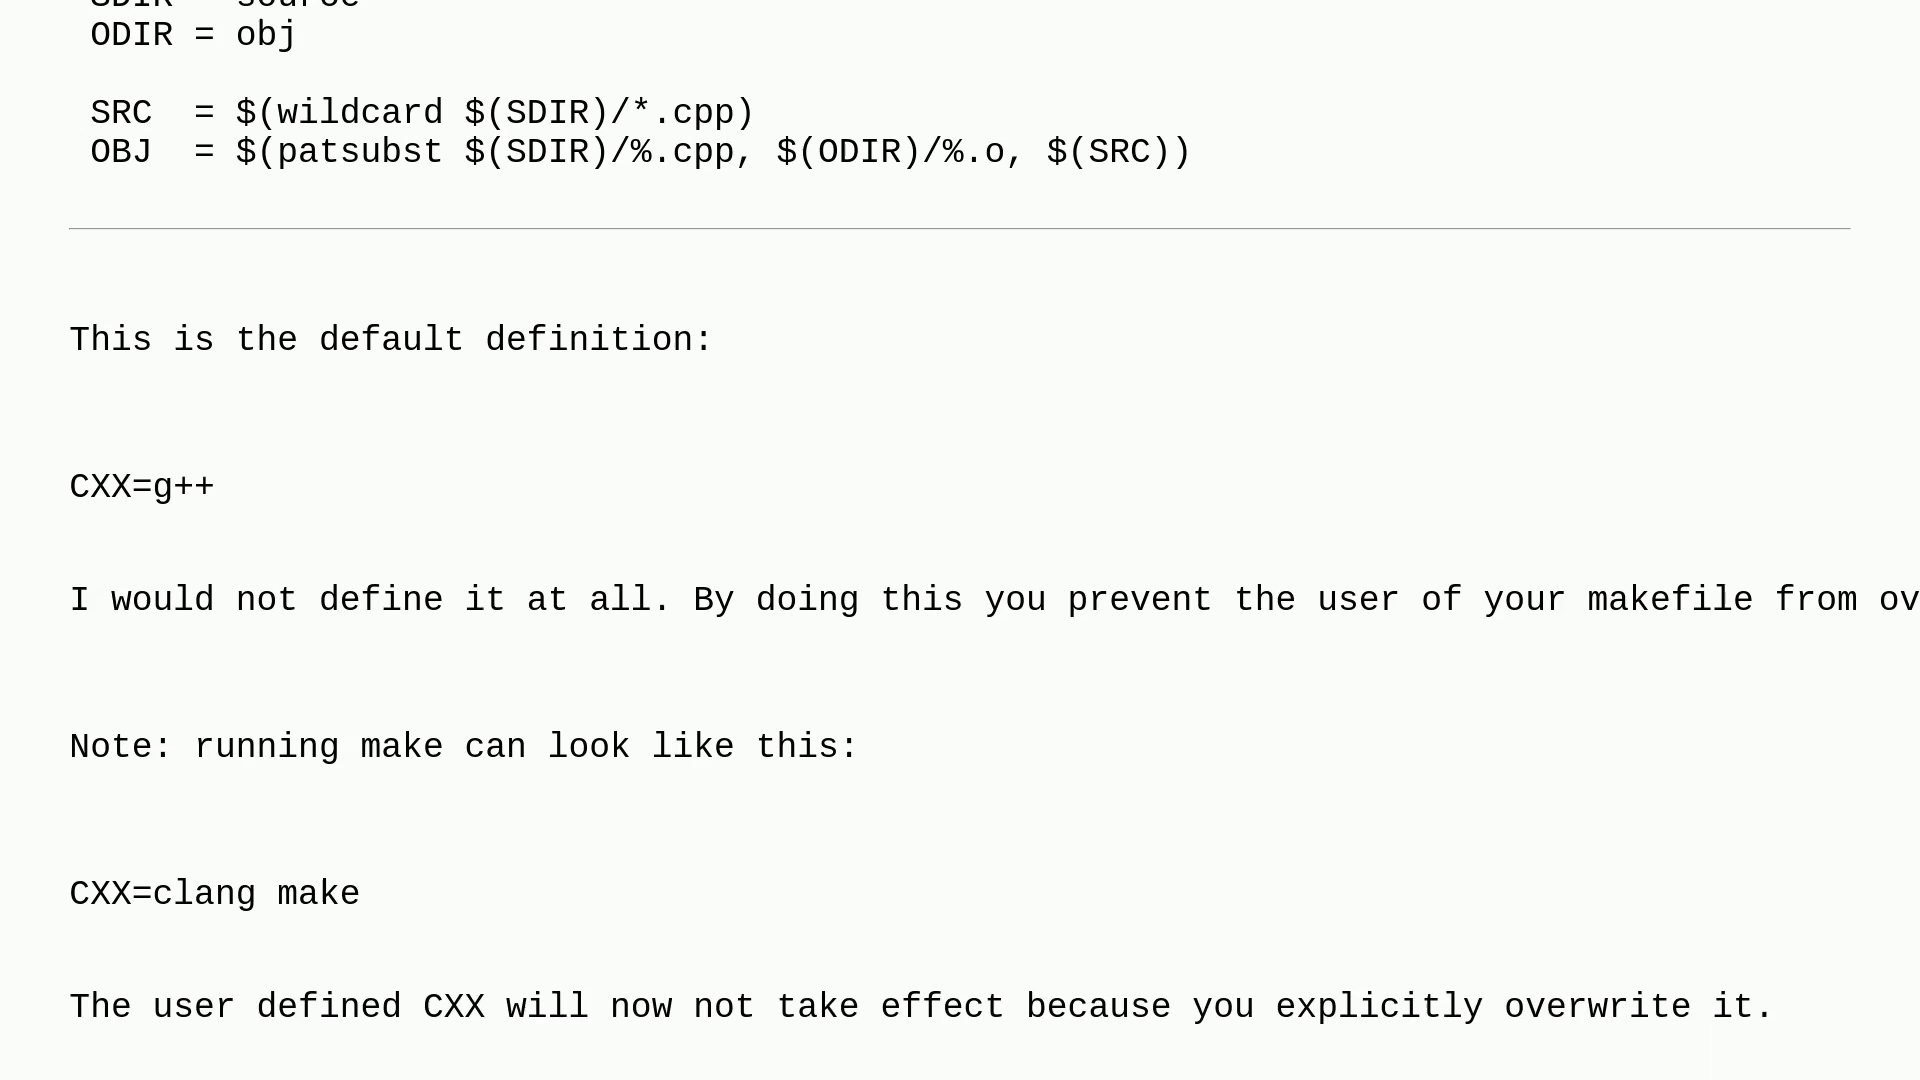 SDIR = source
ODIR = obj
SRC  = $(wildcard $(SDIR)/*.cpp)
OBJ  = $(patsubst $(SDIR)/%.cpp, $(ODIR)/%.o, $(SRC))
This is the default definition:
CXX=g++
I would not define it at all. By doing this you prevent the user of your makefile from
Note: running make can look like this:
CXX=clang make
The user defined CXX will now not take effect because you explicitly overwrite it.